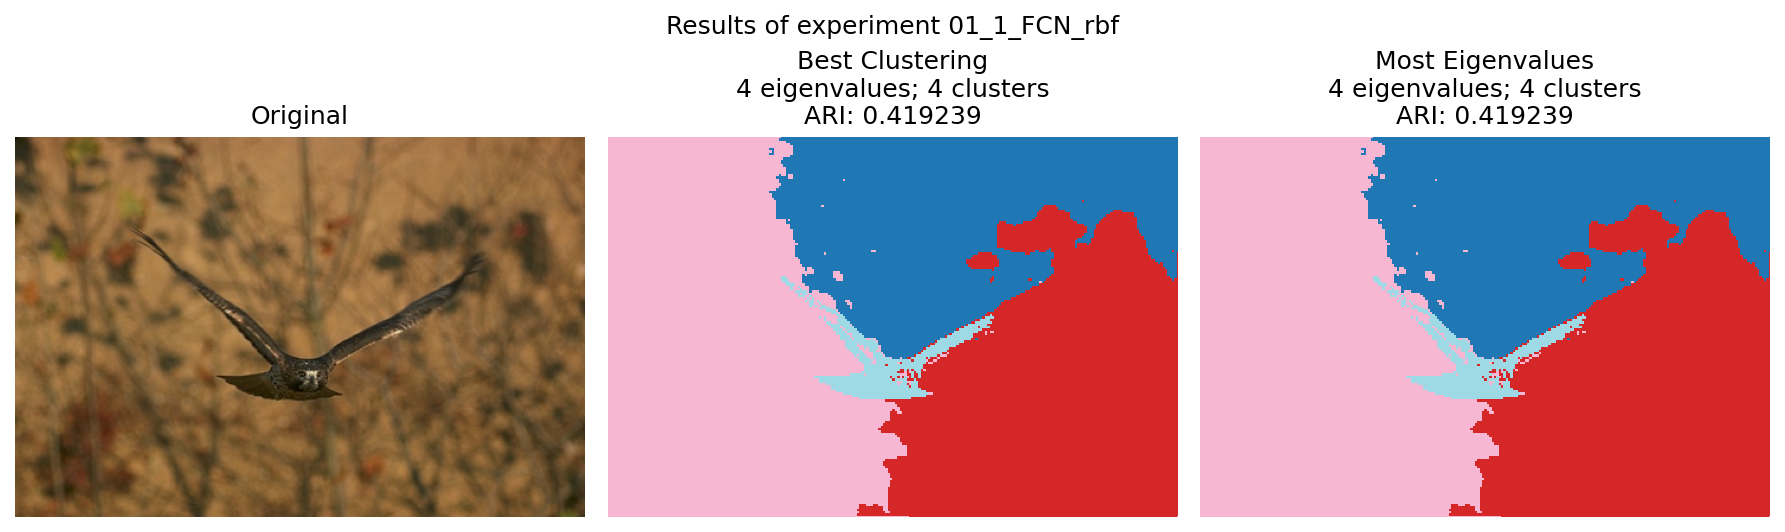 Results of experiment 01_1_FCN_rbf
Original
Best Clustering
4 eigenvalues; 4 clusters
ARI: 0.419239
Most Eigenvalues
4 eigenvalues; 4 clusters
ARI: 0.419239